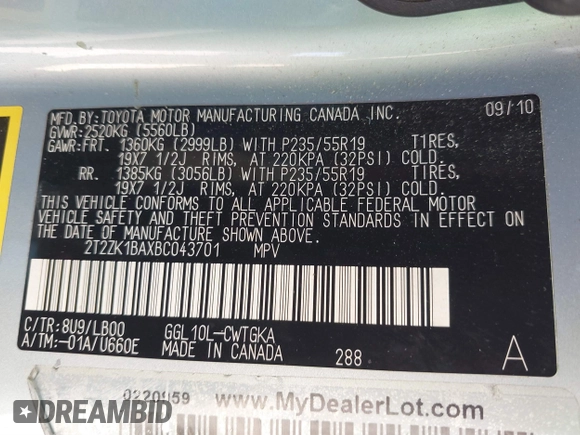 MFD.BY:TOYOTA MOTOR MANUFACTURING CANADA INC. 09/10
GVWR:2520KG (5560LB)
GAWR:FRT. 1360KG (2999LB) WITH P235/55R19 TIRES,
19X7 1/2J RIMS, AT 220KPA (32PSI) COLD.
RR. 1385KG (3056LB) WITH P235/55R19 TIRES,
19X7 1/2J RIMS, AT 220KPA (32PSI) COLD.
THIS VEHICLE CONFORMS TO ALL APPLICABLE FEDERAL MOTOR
VEHICLE SAFETY AND THEFT PREVENTION STANDARDS IN EFFECT ON
THE DATE OF MANUFACTURE SHOWN ABOVE.
2T2ZK1BAXBC043701 MPV
C/TR:8U9/LB00 GGL10L-CWTGKA
A/TM:-01A/U660E MADE IN CANADA 288 A
0220959 www.MyDealerLot.com
DREAMBID